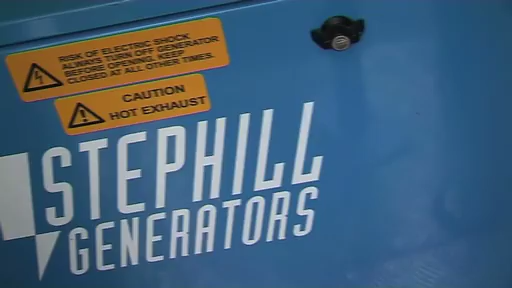 RISK OF ELECTRIC SHOCK
ALWAYS TURN OFF GENERATOR
BEFORE OPENING. KEEP
CLOSED AT ALL OTHER TIMES.
CAUTION
HOT EXHAUST
STEPHILL
GENERATORS